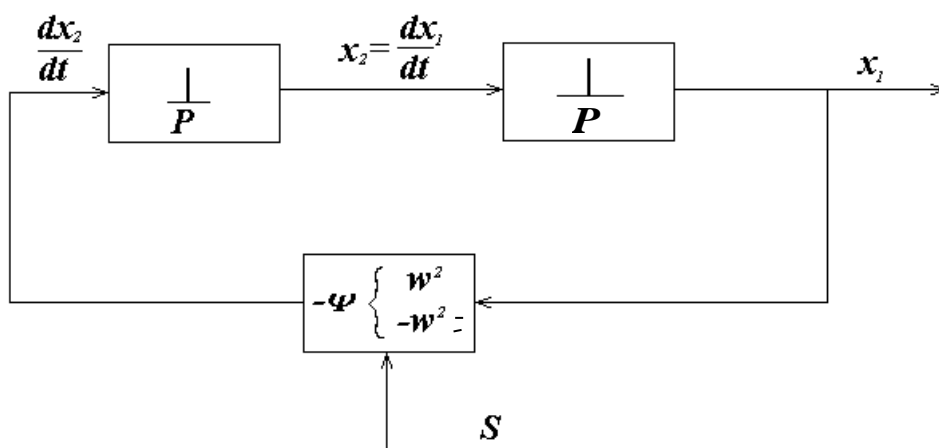 dx₂/dt
1/P
x₂ = dx₁/dt
1/P
x₁
-Ψ { w²
-w² =
S